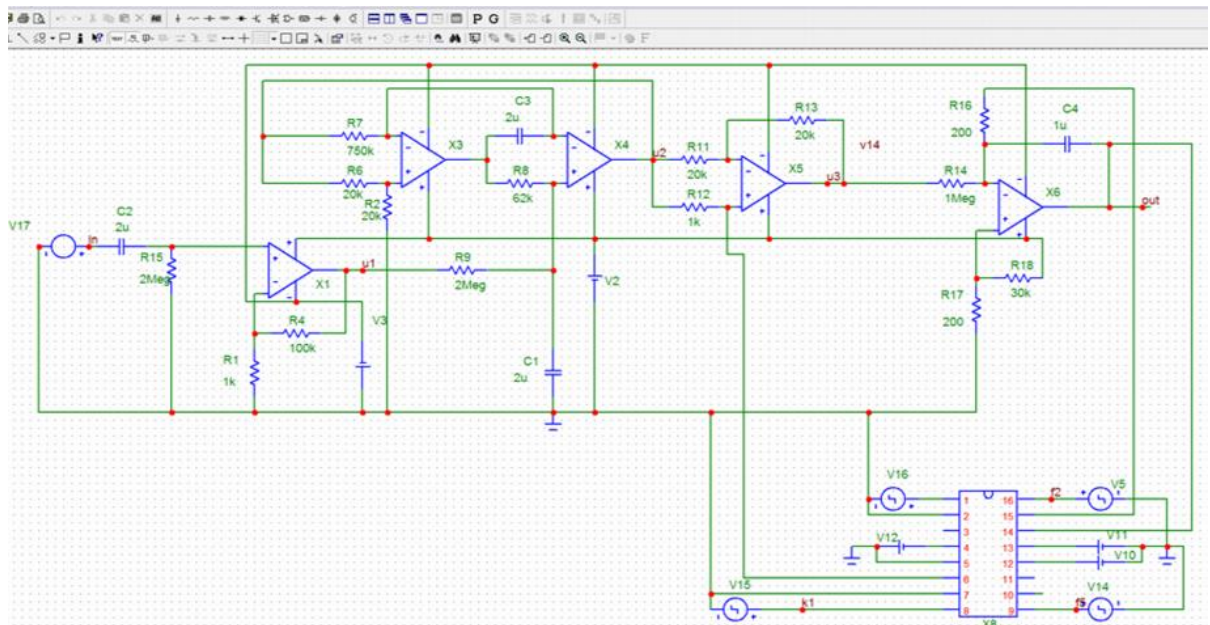 P G
C3
2u
R7
750k
X3
X4
R6
20k
R2
20k
R8
62k
u2
R11
20k
R12
1k
R13
20k
X5
u3
v14
R16
200
C4
1u
R14
1Meg
X6
out
V17
in
C2
2u
R15
2Meg
X1
u1
R9
2Meg
V2
V3
R4
100k
R1
1k
C1
2u
R18
30k
R17
200
V16
1
2
3
4
5
6
7
8
16
15
14
13
12
11
10
9
f2
V5
V12
V11
V10
V15
k1
V14
X8